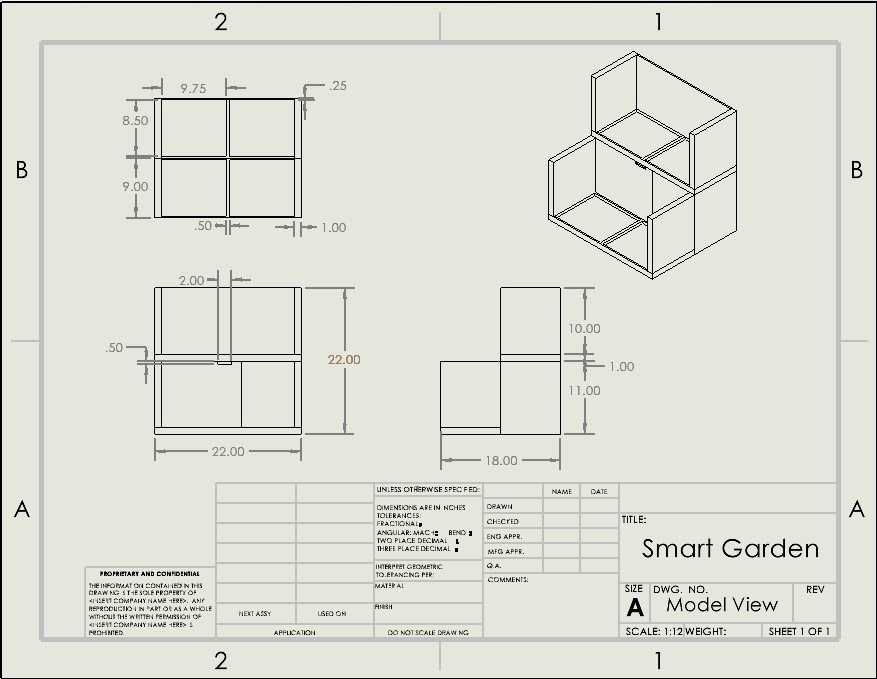 2
1
B
B
A
A
2
1
9.75
.25
8.50
9.00
.50
1.00
2.00
.50
22.00
22.00
10.00
1.00
11.00
18.00
UNLESS OTHERWISE SPECIFIED:
DIMENSIONS ARE IN INCHES
TOLERANCES:
FRACTIONAL
ANGULAR: MACH BEND
TWO PLACE DECIMAL
THREE PLACE DECIMAL
INTERPRET GEOMETRIC
TOLERANCING PER:
MATERIAL
FINISH
DO NOT SCALE DRAWING
NAME DATE
DRAWN
CHECKED
ENG APPR.
MFG APPR.
Q.A.
COMMENTS:
TITLE:
Smart Garden
SIZE DWG. NO. REV
A Model View
SCALE: 1:12 WEIGHT: SHEET 1 OF 1
PROPRIETARY AND CONFIDENTIAL
THE INFORMATION CONTAINED IN THIS
DRAWING IS THE SOLE PROPERTY OF
<INSERT COMPANY NAME HERE>. ANY
REPRODUCTION IN PART OR AS A WHOLE
WITHOUT THE WRITTEN PERMISSION OF
<INSERT COMPANY NAME HERE> IS
PROHIBITED.
NEXT ASSY USED ON
APPLICATION